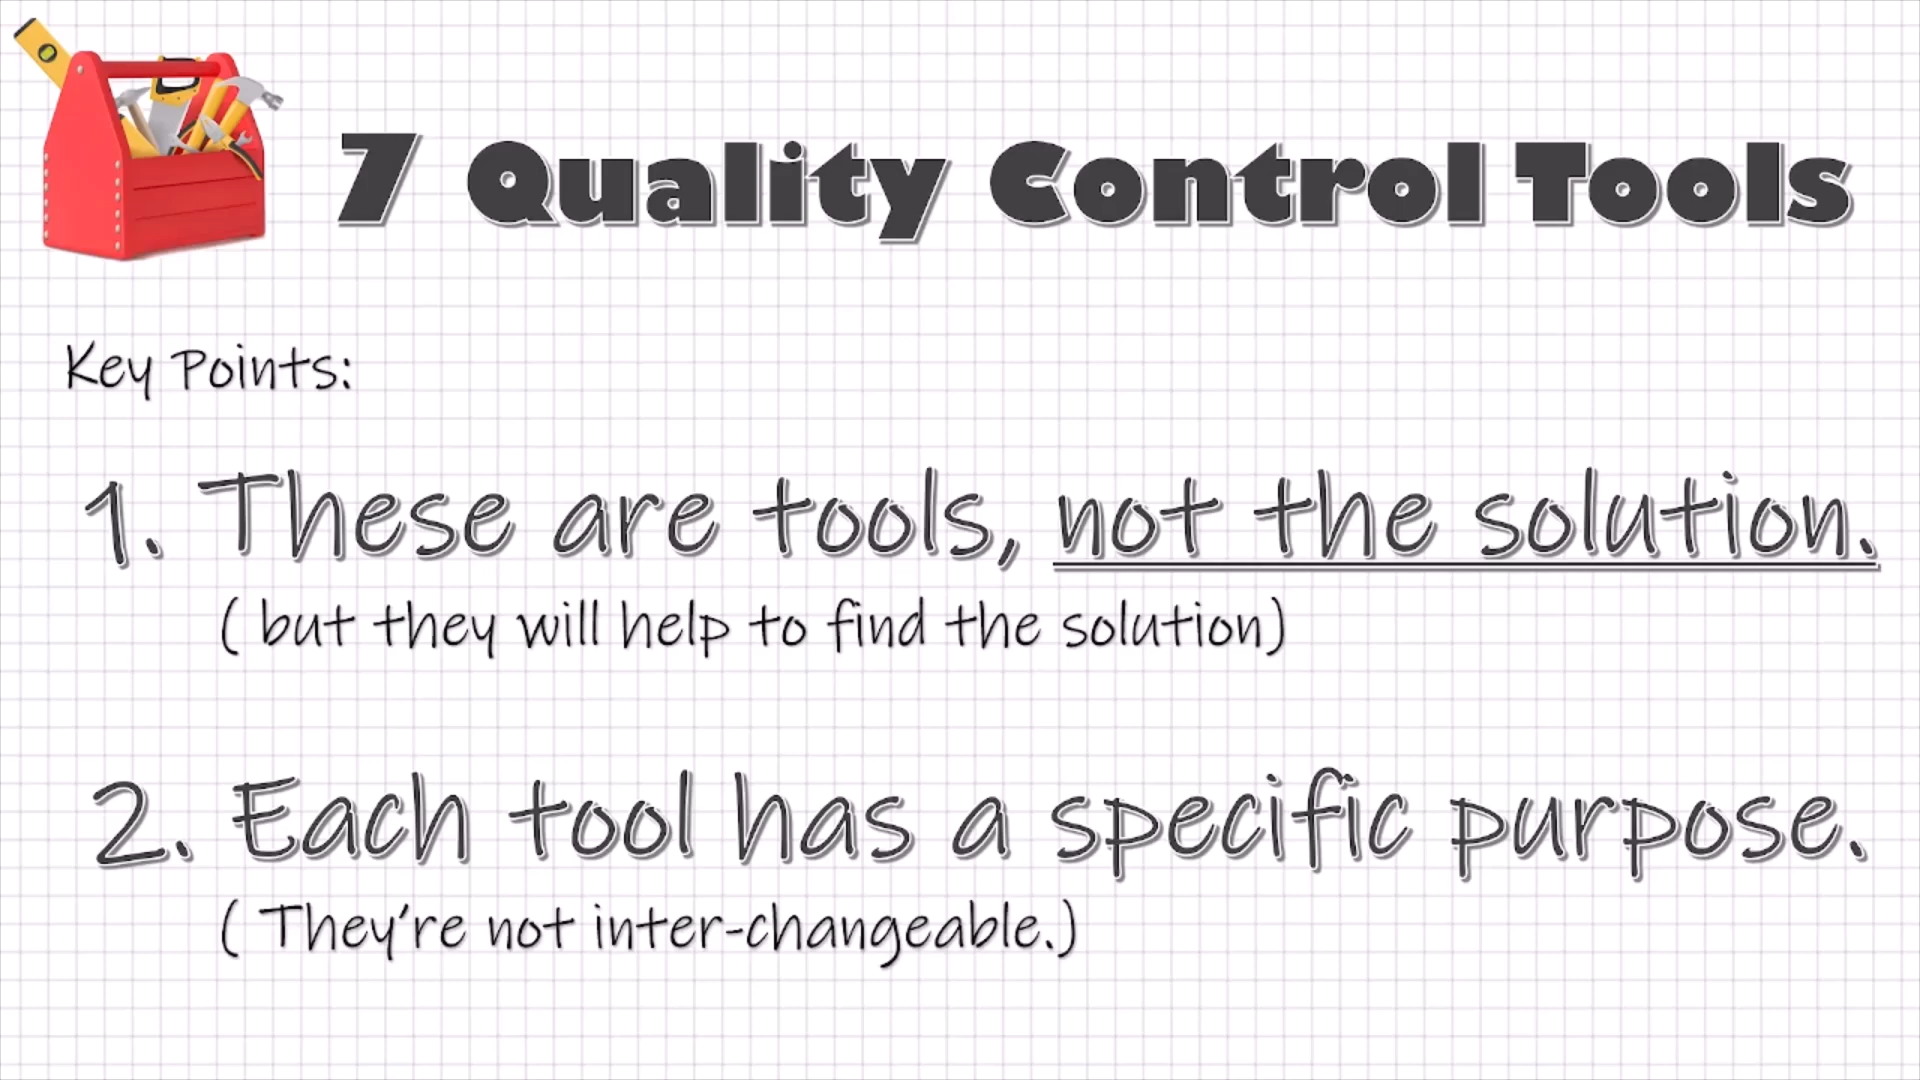 7 Quality Control Tools
Key Points:
1. These are tools, not the solution.
( but they will help to find the solution)
2. Each tool has a specific purpose.
( They're not inter-changeable.)